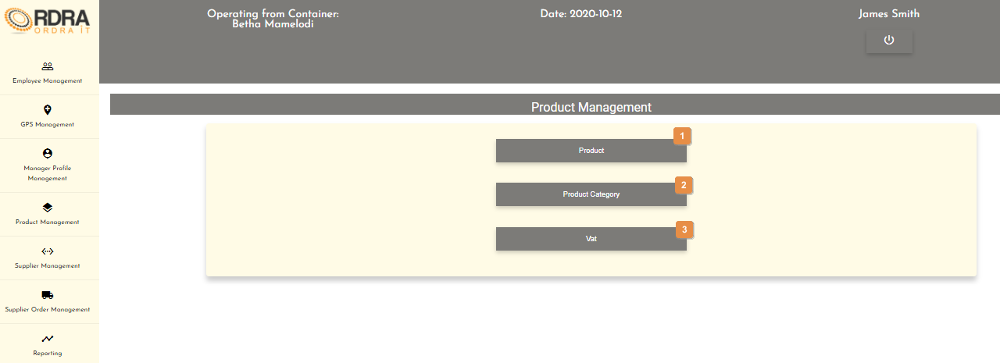 ORDRA
ORDRA IT
Operating from Container:
Betha Mamelodi
Date: 2020-10-12
James Smith
Employee Management
GPS Management
Manager Profile
Management
Product Management
Supplier Management
Supplier Order Management
Reporting
Product Management
1
Product
2
Product Category
3
Vat